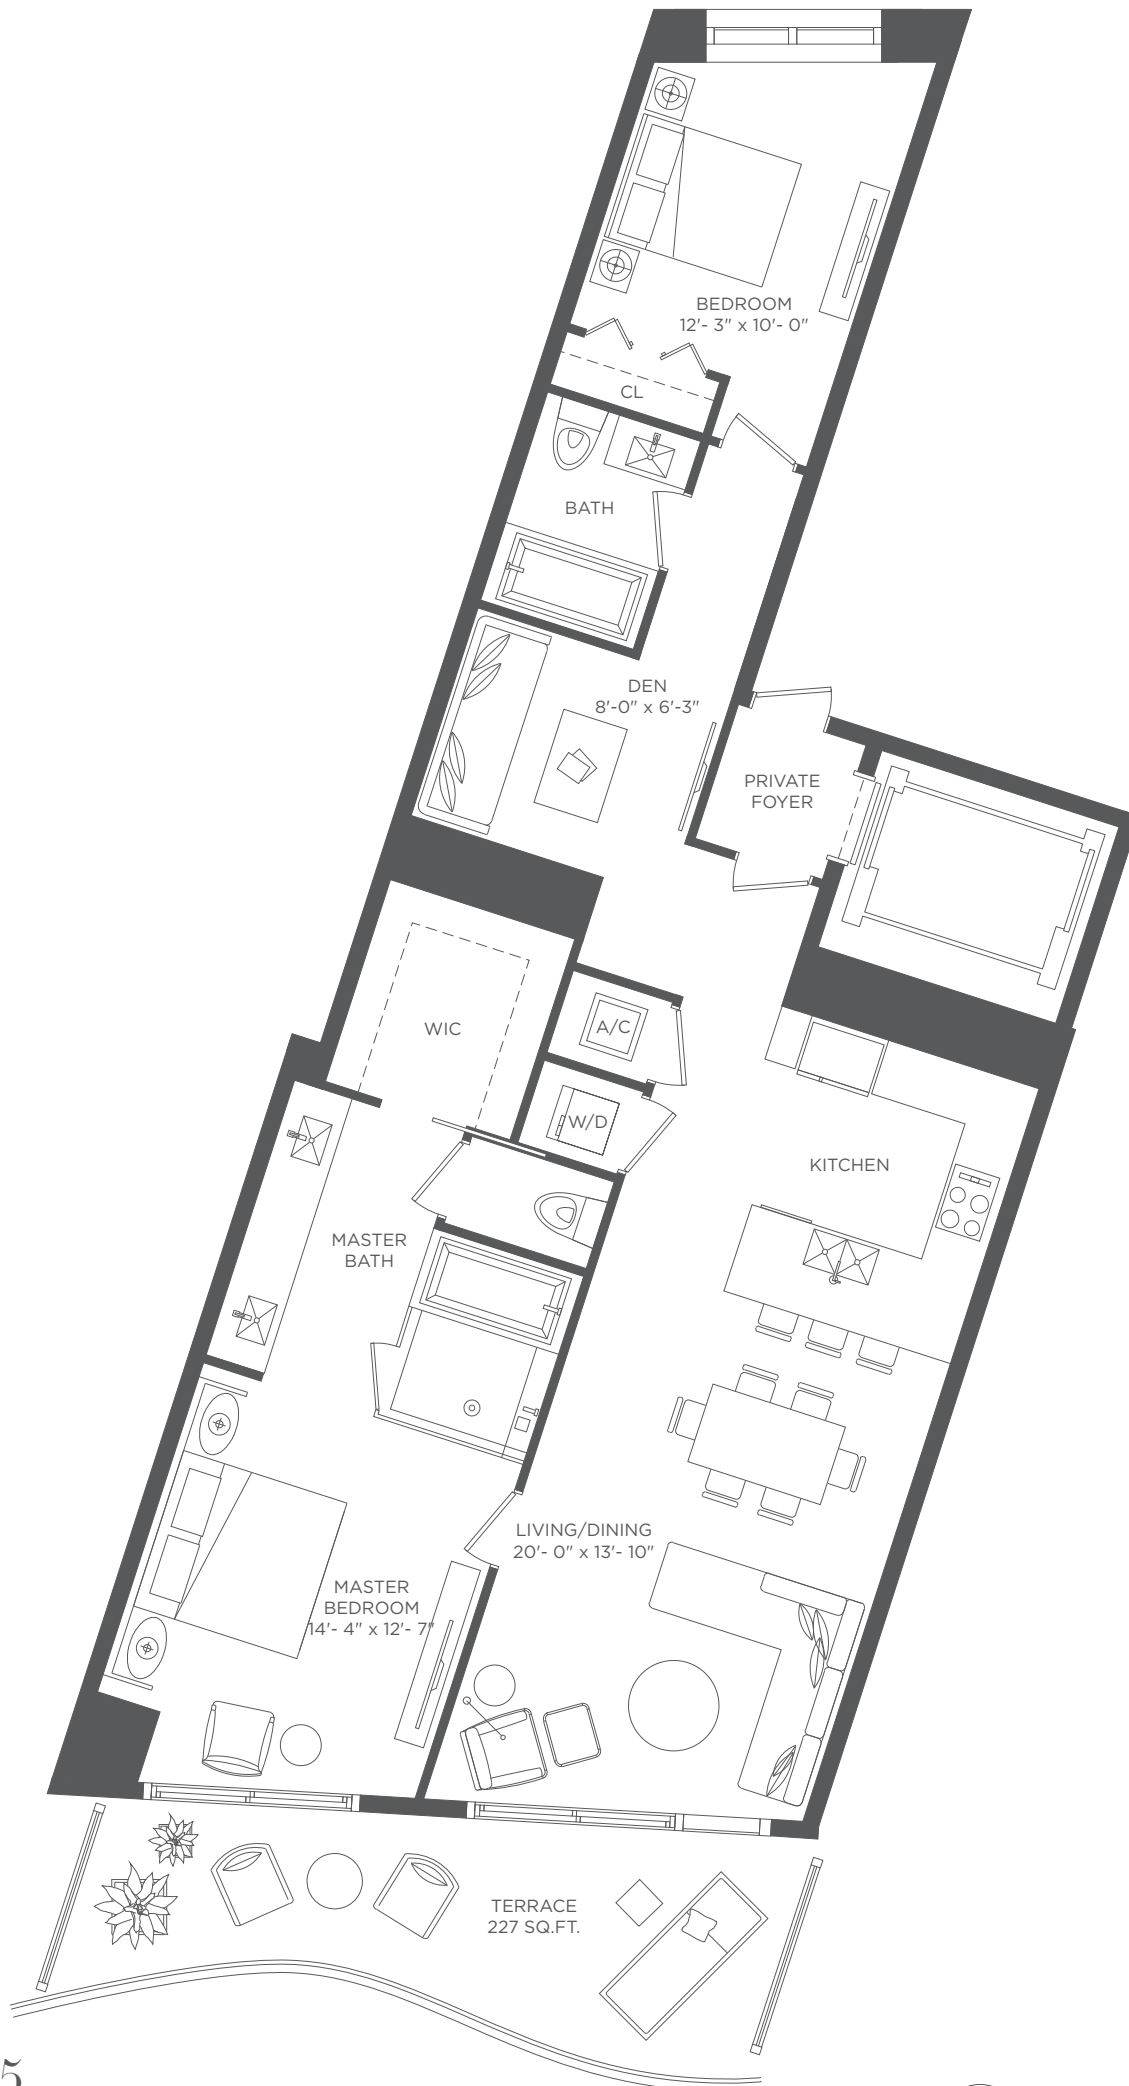 BEDROOM
12'- 3" x 10'- 0"
CL
BATH
DEN
8'-0" x 6'-3"
PRIVATE
FOYER
WIC
A/C
W/D
KITCHEN
MASTER
BATH
LIVING/DINING
20'- 0" x 13'- 10"
MASTER
BEDROOM
14'- 4" x 12'- 7"
TERRACE
227 SQ.FT.
5